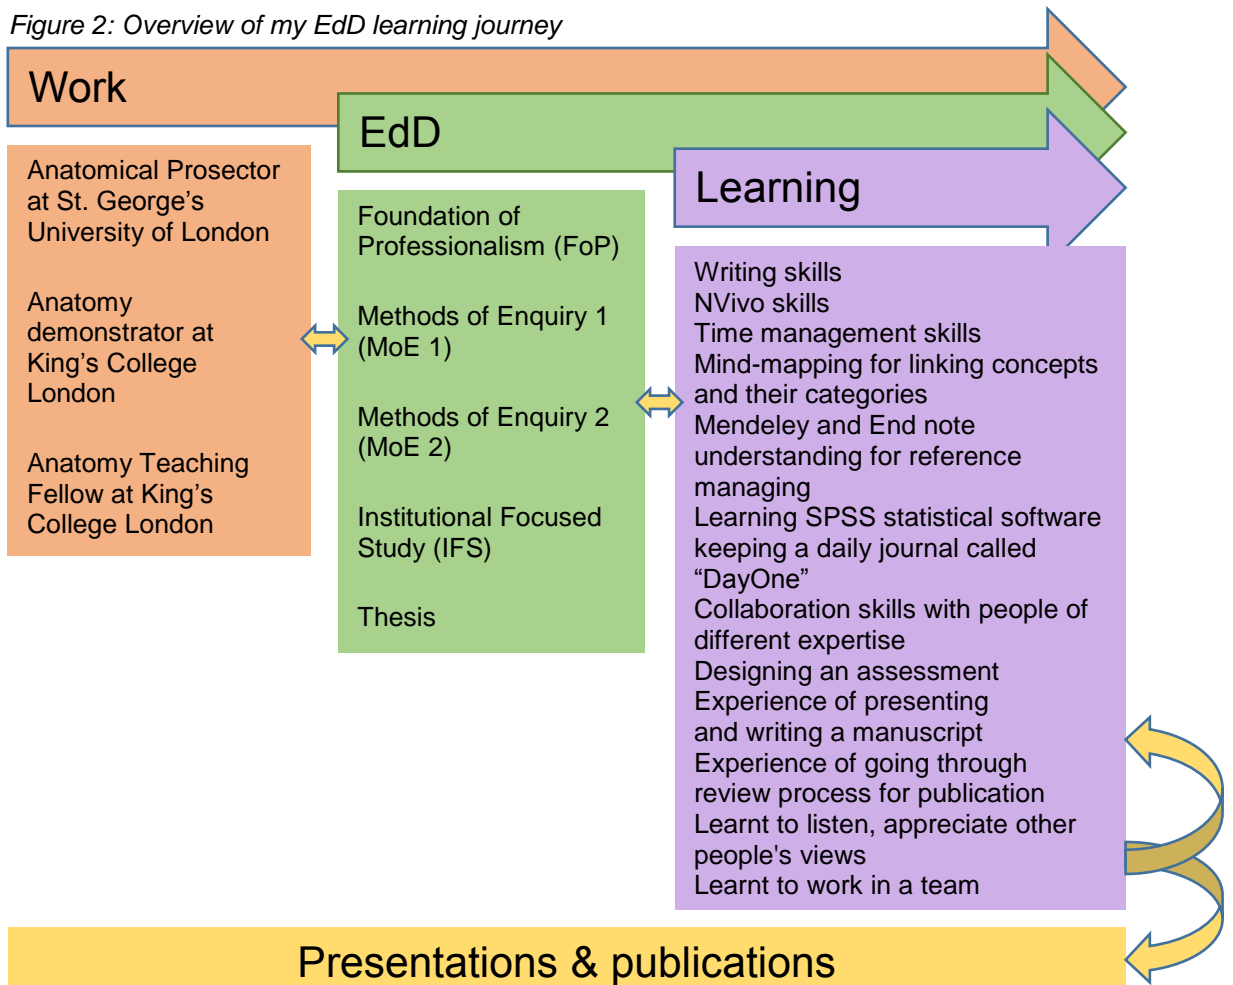 Figure 2: Overview of my EdD learning journey
Work
EdD
Learning
Anatomical Prosector
at St. George's
University of London
Anatomy
demonstrator at
King's College
London
Anatomy Teaching
Fellow at King's
College London
Foundation of
Professionalism (FoP)
Methods of Enquiry 1
(MoE 1)
Methods of Enquiry 2
(MoE 2)
Institutional Focused
Study (IFS)
Thesis
Writing skills
NVivo skills
Time management skills
Mind-mapping for linking concepts
and their categories
Mendeley and End note
understanding for reference
managing
Learning SPSS statistical software
keeping a daily journal called
“DayOne”
Collaboration skills with people of
different expertise
Designing an assessment
Experience of presenting
and writing a manuscript
Experience of going through
review process for publication
Learnt to listen, appreciate other
people's views
Learnt to work in a team
Presentations & publications